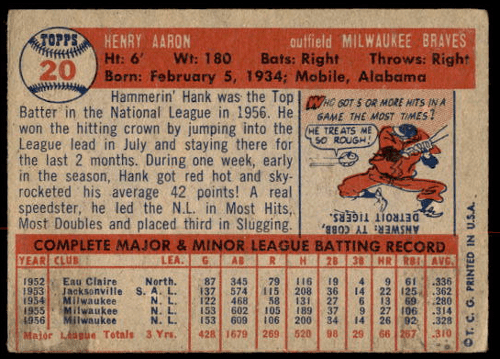 TOPPS
20
HENRY AARON outfield MILWAUKEE BRAVES
Ht: 6' Wt: 180 Bats: Right Throws: Right
Born: February 5, 1934; Mobile, Alabama
Hammerin' Hank was the Top
Batter in the National League in 1956. He
won the hitting crown by jumping into the
League lead in July and staying there for
the last 2 months. During one week, early
in the season, Hank got red hot and sky-
rocketed his average 42 points! A real
speedster, he led the N.L. in Most Hits,
Most Doubles and placed third in Slugging.
WHO GOT 5 OR MORE HITS IN A
GAME THE MOST TIMES?
HE TREATS ME
SO ROUGH!
ANSWER: TY COBB,
DETROIT TIGERS.
COMPLETE MAJOR & MINOR LEAGUE BATTING RECORD
YEAR CLUB LEA. G AB R H 2B 3B HR RBI AVG.
1952 Eau Claire North. 87 345 79 116 19 4 9 61 .336
1953 Jacksonville S. A. L. 137 574 115 208 36 14 22 125 .362
1954 Milwaukee N. L. 122 468 58 131 27 6 13 69 .280
1955 Milwaukee N. L. 153 602 105 189 37 9 27 106 .314
1956 Milwaukee N. L. 153 609 106 200 34 14 26 92 .328
Major League Totals 3 Yrs. 428 1679 269 520 98 29 66 267 .310
© T. C. G. PRINTED IN U.S.A.